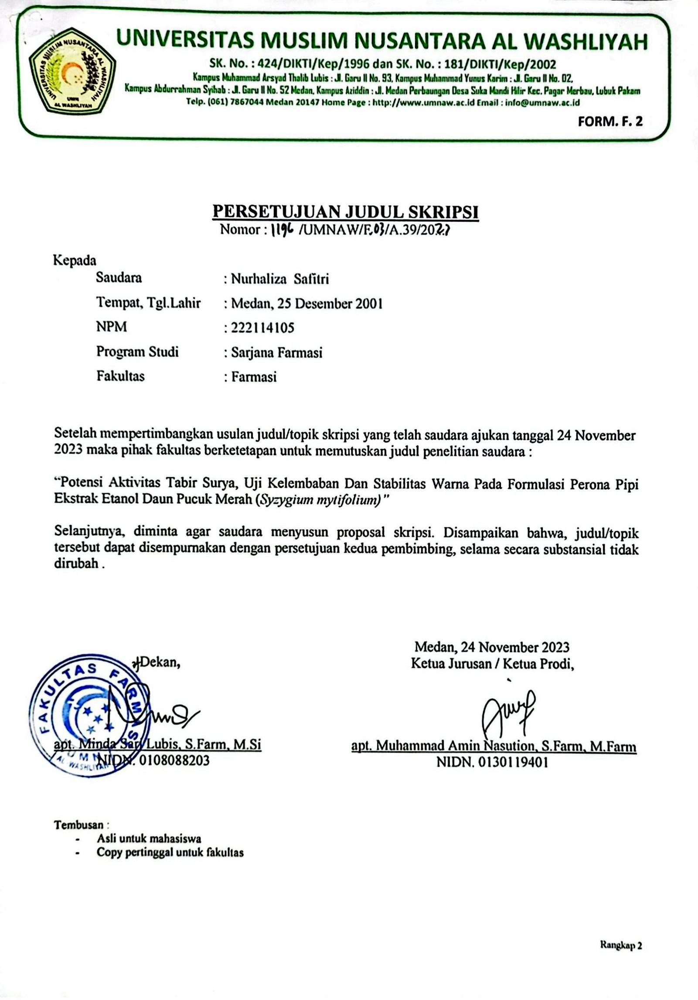 UNIVERSITAS MUSLIM NUSANTARA AL WASHLIYAH
UMN
AL WASHLIYAH
UNIVERSITAS MUSLIM NUSANTARA AL WASHLIYAH
SK. No. : 424/DIKTI/Kep/1996 dan SK. No. : 181/DIKTI/Kep/2002
Kampus Muhammad Arsyad Thalib Lubis : Jl. Garu II No. 93, Kampus Muhammad Yunus Karim : Jl. Garu II No. 02,
Kampus Abdurrahman Syihab : Jl. Garu II No. 52 Medan, Kampus Aziddin : Jl. Medan Perbaungan Desa Suka Mandi Hilir Kec. Pagar Merbau, Lubuk Pakam
Telp. (061) 7867044 Medan 20147 Home Page : http://www.umnaw.ac.id Email : info@umnaw.ac.id
FORM. F. 2
PERSETUJUAN JUDUL SKRIPSI
Nomor : 1196 /UMNAW/F.03/A.39/2023
Kepada
Saudara : Nurhaliza Safitri
Tempat, Tgl.Lahir : Medan, 25 Desember 2001
NPM : 222114105
Program Studi : Sarjana Farmasi
Fakultas : Farmasi
Setelah mempertimbangkan usulan judul/topik skripsi yang telah saudara ajukan tanggal 24 November
2023 maka pihak fakultas berketetapan untuk memutuskan judul penelitian saudara :
“Potensi Aktivitas Tabir Surya, Uji Kelembaban Dan Stabilitas Warna Pada Formulasi Perona Pipi
Ekstrak Etanol Daun Pucuk Merah (Syzygium mytifolium)”
Selanjutnya, diminta agar saudara menyusun proposal skripsi. Disampaikan bahwa, judul/topik
tersebut dapat disempurnakan dengan persetujuan kedua pembimbing, selama secara substansial tidak
dirubah .
Medan, 24 November 2023
Dekan,
Ketua Jurusan / Ketua Prodi,
FAKULTAS FARMASI
UMN
AL-WASHLIYAH
apt. Minda Sari Lubis, S.Farm, M.Si
NIDN. 0108088203
apt. Muhammad Amin Nasution, S.Farm, M.Farm
NIDN. 0130119401
Tembusan :
- Asli untuk mahasiswa
- Copy pertinggal untuk fakultas
Rangkap 2